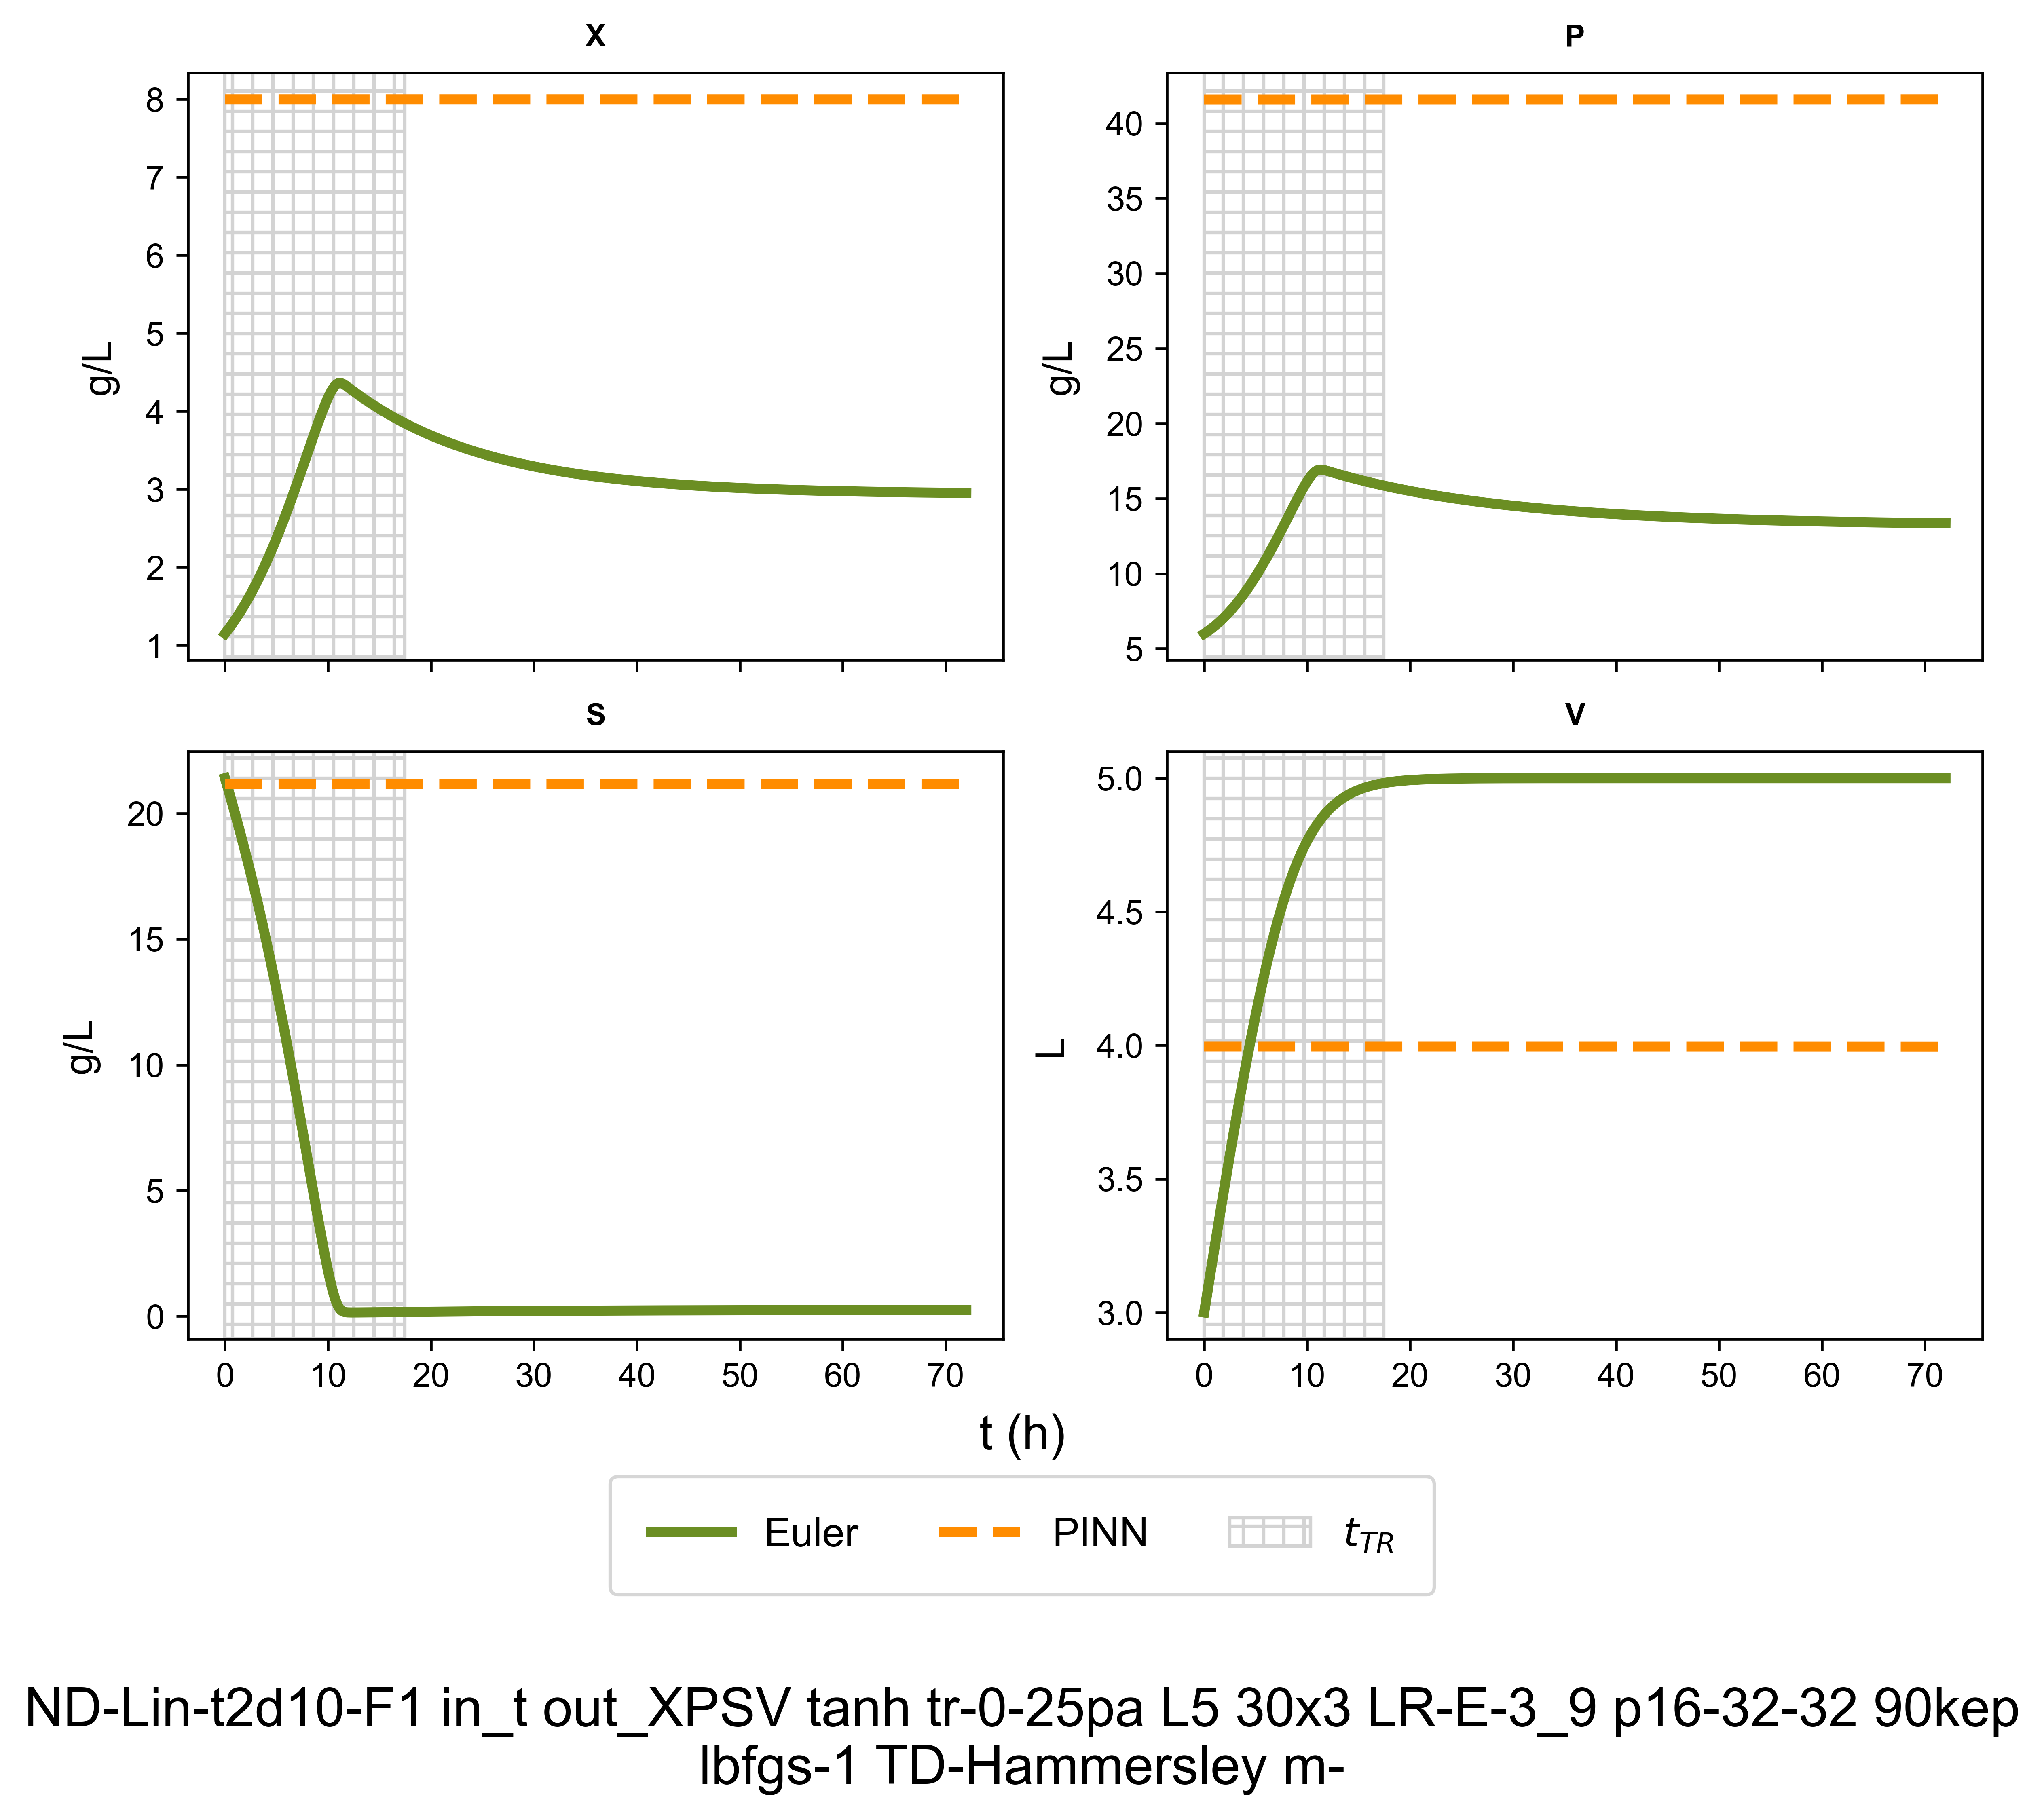 X
P
8
7
6
5
4
3
2
1
g/L
40
35
30
25
20
15
10
5
g/L
S
V
20
15
10
5
0
g/L
5.0
4.5
4.0
3.5
3.0
L
0 10 20 30 40 50 60 70
0 10 20 30 40 50 60 70
t (h)
Euler PINN t_TR
ND-Lin-t2d10-F1 in_t out_XPSV tanh tr-0-25pa L5 30x3 LR-E-3_9 p16-32-32 90kep
lbfgs-1 TD-Hammersley m-